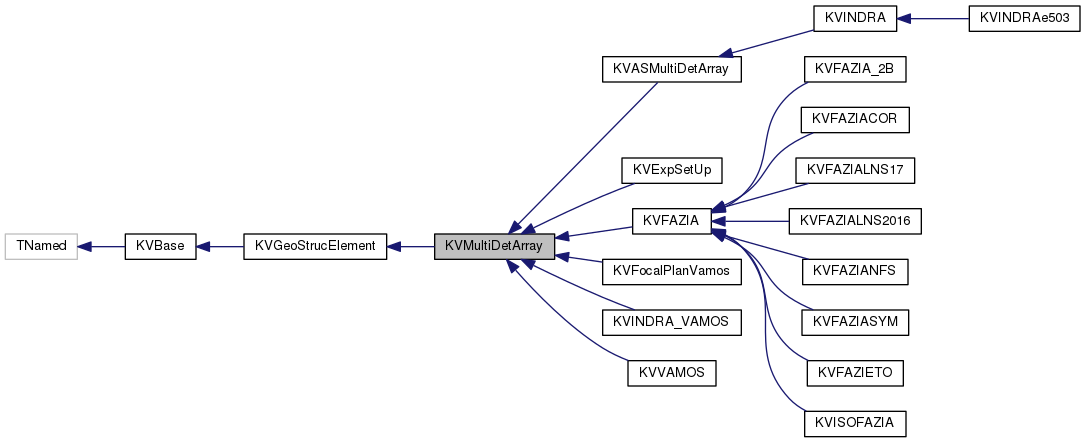 TNamed
KVBase
KVGeoStrucElement
KVMultiDetArray
KVASMultiDetArray
KVINDRA
KVINDRAe503
KVExpSetUp
KVFAZIA
KVFAZIA_2B
KVFAZIACOR
KVFAZIALNS17
KVFAZIALNS2016
KVFAZIANFS
KVFAZIASYM
KVFAZIETO
KVISOFAZIA
KVFocalPlanVamos
KVINDRA_VAMOS
KVVAMOS